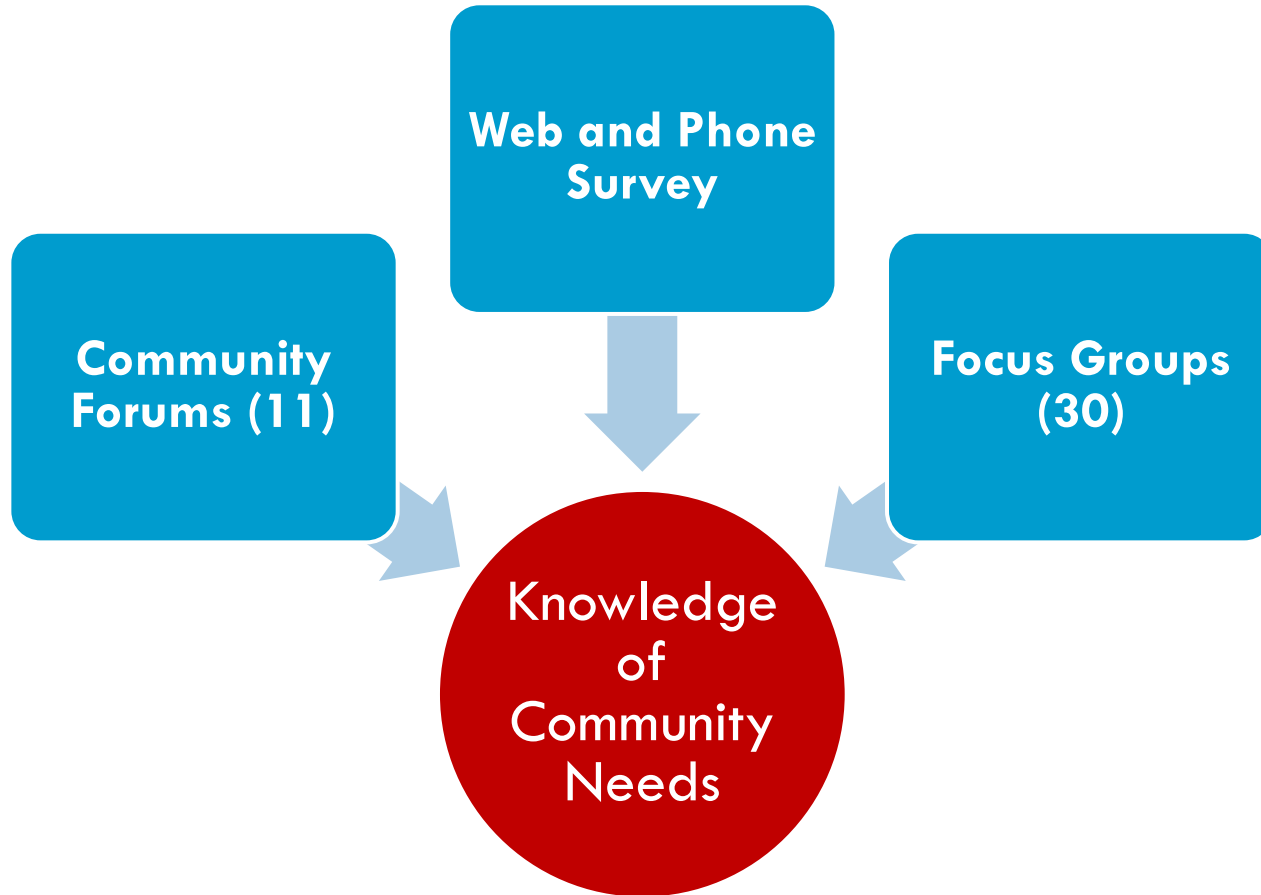 Web and Phone
Survey
Community
Forums (11)
Focus Groups
(30)
Knowledge
of
Community
Needs